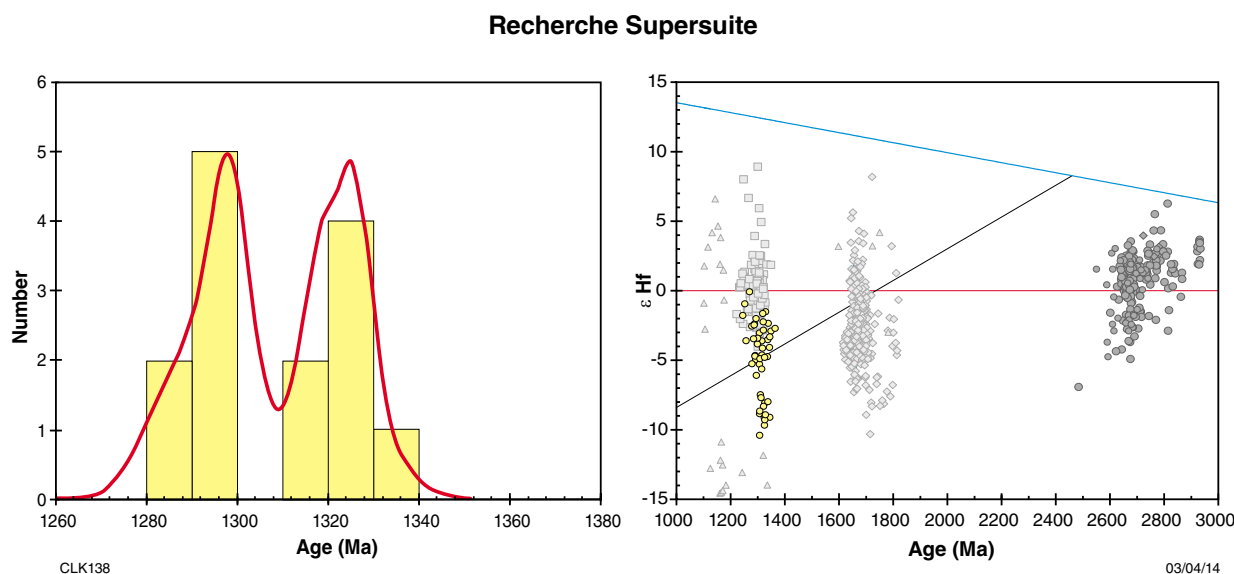 Recherche Supersuite
6
5
4
3
2
1
0
Number
1260 1280 1300 1320 1340 1360 1380
Age (Ma)
CLK138
15
10
5
0
-5
-10
-15
ε Hf
1000 1200 1400 1600 1800 2000 2200 2400 2600 2800 3000
Age (Ma)
03/04/14